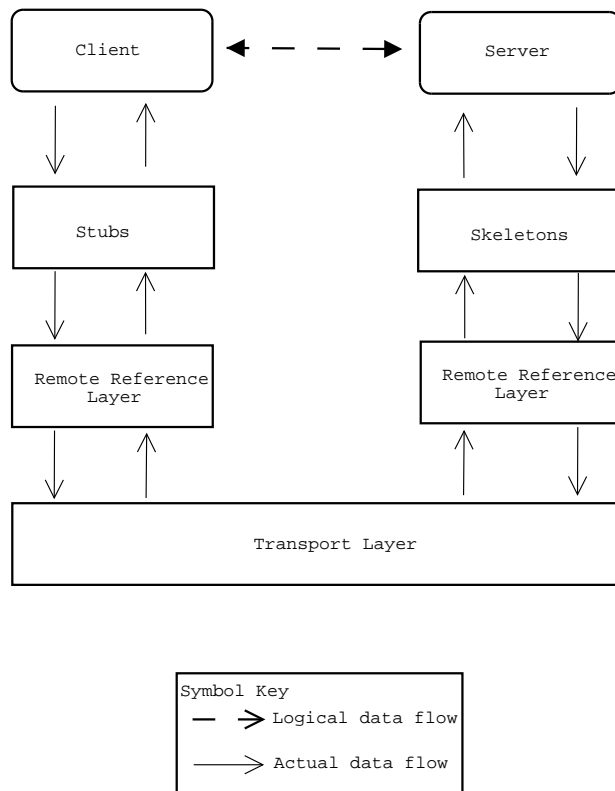 Client
Server
Stubs
Skeletons
Remote Reference
Layer
Remote Reference
Layer
Transport Layer
Symbol Key
Logical data flow
Actual data flow